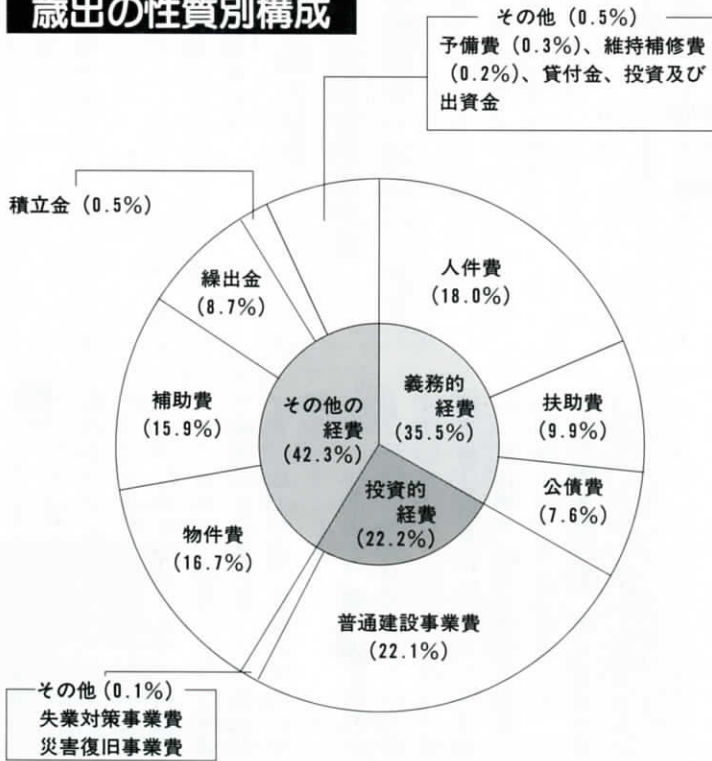 歳出の性質別構成
その他 (0.5%)
予備費 (0.3%)、維持補修費
(0.2%)、貸付金、投資及び
出資金
積立金 (0.5%)
繰出金
(8.7%)
人件費
(18.0%)
補助費
(15.9%)
その他の
経費
(42.3%)
義務的
経費
(35.5%)
扶助費
(9.9%)
公債費
(7.6%)
投資的
経費
(22.2%)
物件費
(16.7%)
普通建設事業費
(22.1%)
その他 (0.1%)
失業対策事業費
災害復旧事業費